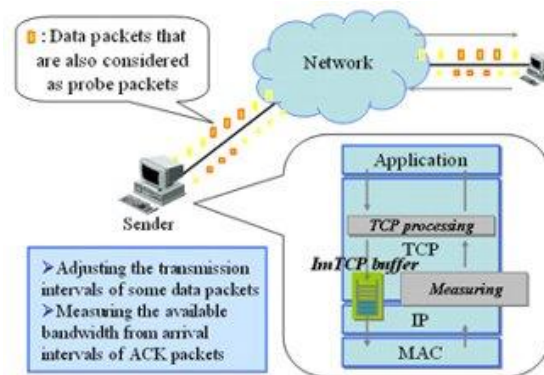 : Data packets that
are also considered
as probe packets
Network
Sender
Application
TCP processing
TCP
ImTCP buffer
Measuring
IP
MAC
➢Adjusting the transmission
intervals of some data packets
➢Measuring the available
bandwidth from arrival
intervals of ACK packets